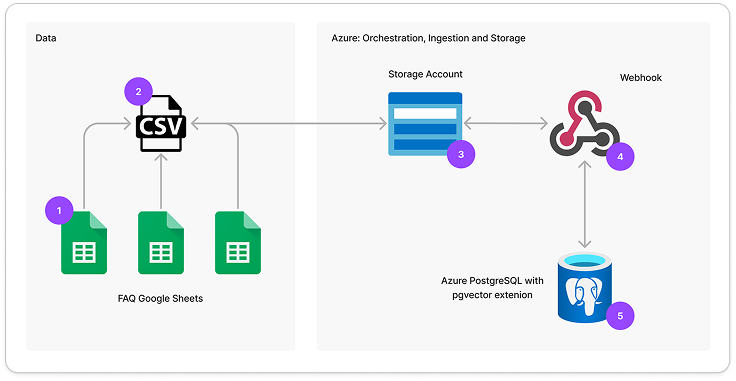 Data
Azure: Orchestration, Ingestion and Storage
Storage Account
Webhook
2
CSV
3
4
1
FAQ Google Sheets
Azure PostgreSQL with
pgvector extenion
5